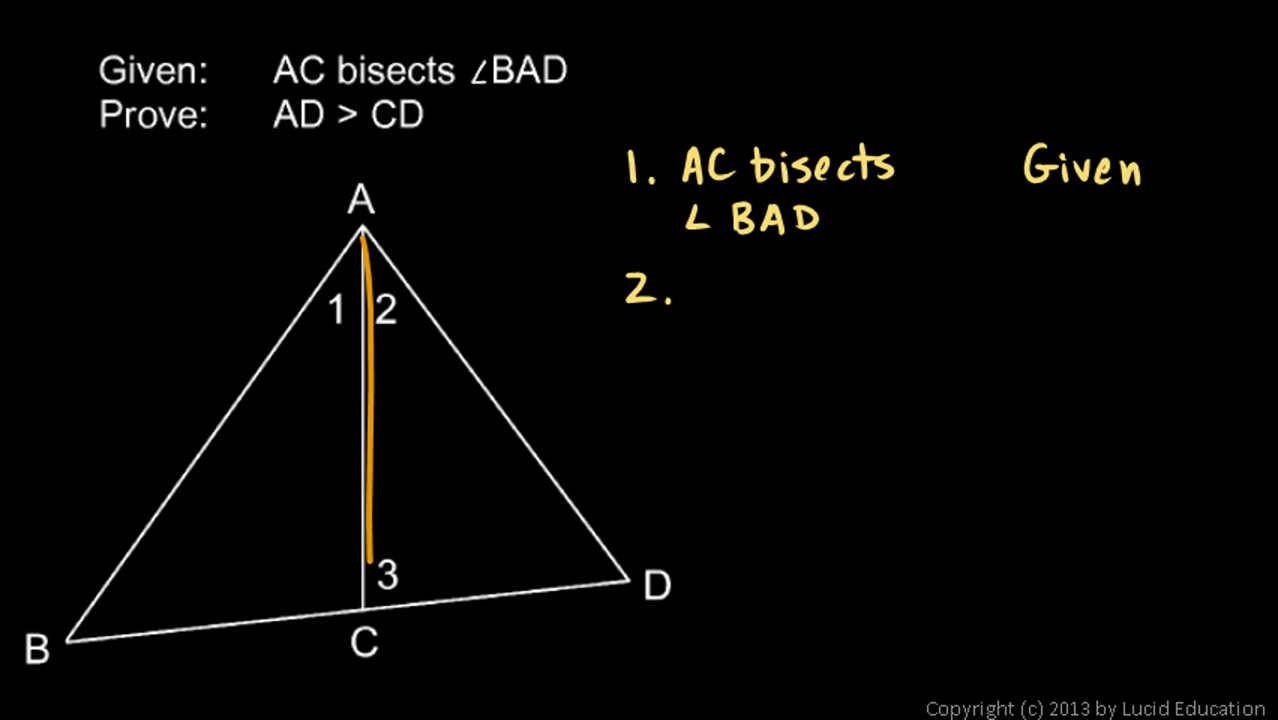 Given: AC bisects ∠BAD
Prove: AD > CD
1. AC bisects Given
∠ BAD
2.
A
1 2
3
B
C
D
Copyright (c) 2013 by Lucid Education